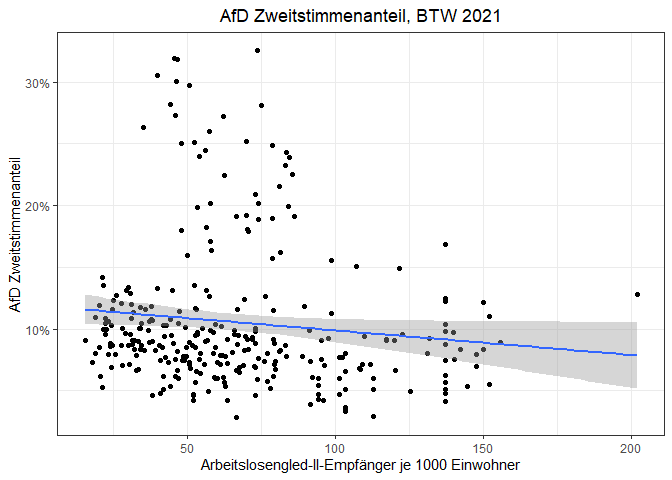 AfD Zweitstimmenanteil, BTW 2021
AfD Zweitstimmenanteil
30%
20%
10%
50
100
150
200
Arbeitslosengled-II-Empfänger je 1000 Einwohner